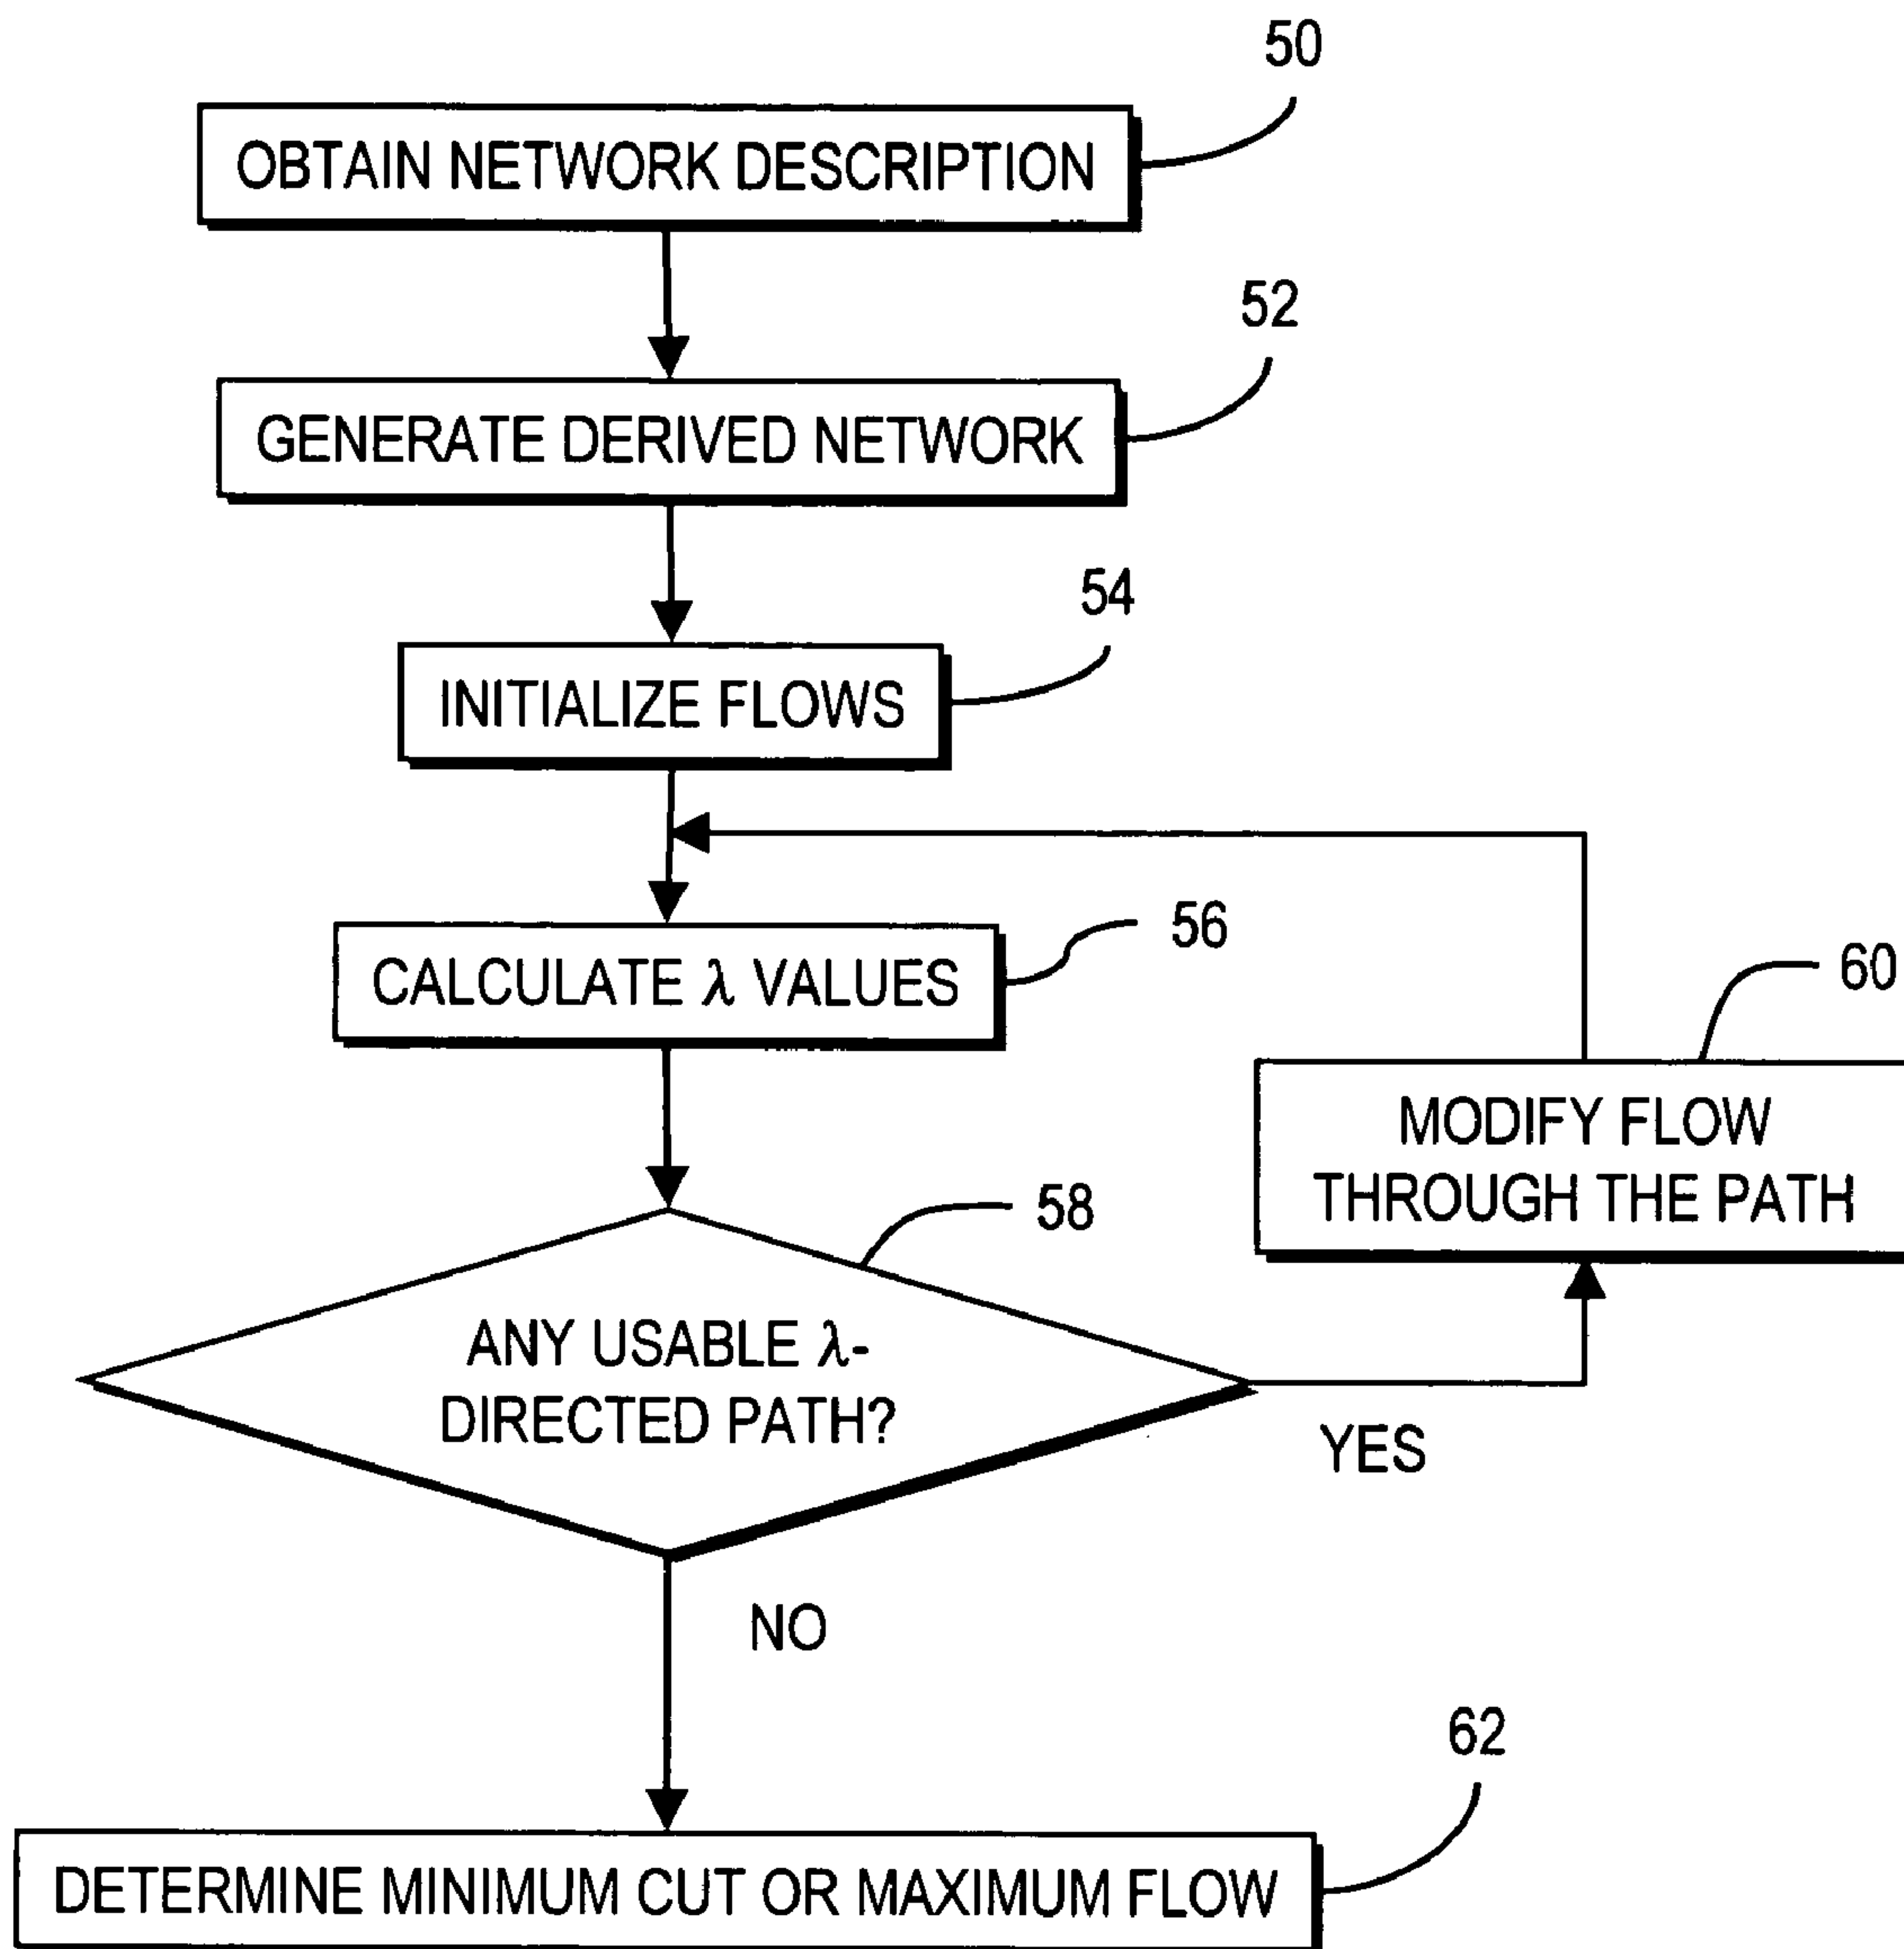 50
OBTAIN NETWORK DESCRIPTION
52
GENERATE DERIVED NETWORK
54
INITIALIZE FLOWS
56
CALCULATE λ VALUES
60
MODIFY FLOW
THROUGH THE PATH
58
ANY USABLE λ-
DIRECTED PATH?
YES
NO
62
DETERMINE MINIMUM CUT OR MAXIMUM FLOW